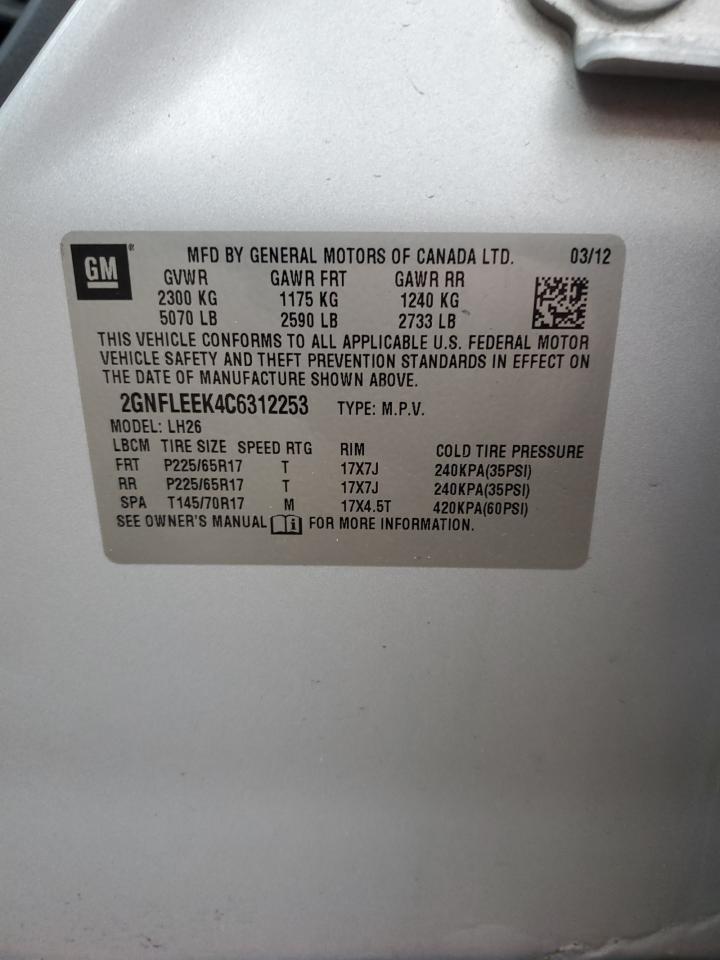 GM®
MFD BY GENERAL MOTORS OF CANADA LTD. 03/12
GVWR GAWR FRT GAWR RR
2300 KG 1175 KG 1240 KG
5070 LB 2590 LB 2733 LB
THIS VEHICLE CONFORMS TO ALL APPLICABLE U.S. FEDERAL MOTOR
VEHICLE SAFETY AND THEFT PREVENTION STANDARDS IN EFFECT ON
THE DATE OF MANUFACTURE SHOWN ABOVE.
2GNFLEEK4C6312253 TYPE: M.P.V.
MODEL: LH26
LBCM TIRE SIZE SPEED RTG RIM COLD TIRE PRESSURE
FRT P225/65R17 T 17X7J 240KPA(35PSI)
RR P225/65R17 T 17X7J 240KPA(35PSI)
SPA T145/70R17 M 17X4.5T 420KPA(60PSI)
SEE OWNER'S MANUAL i FOR MORE INFORMATION.